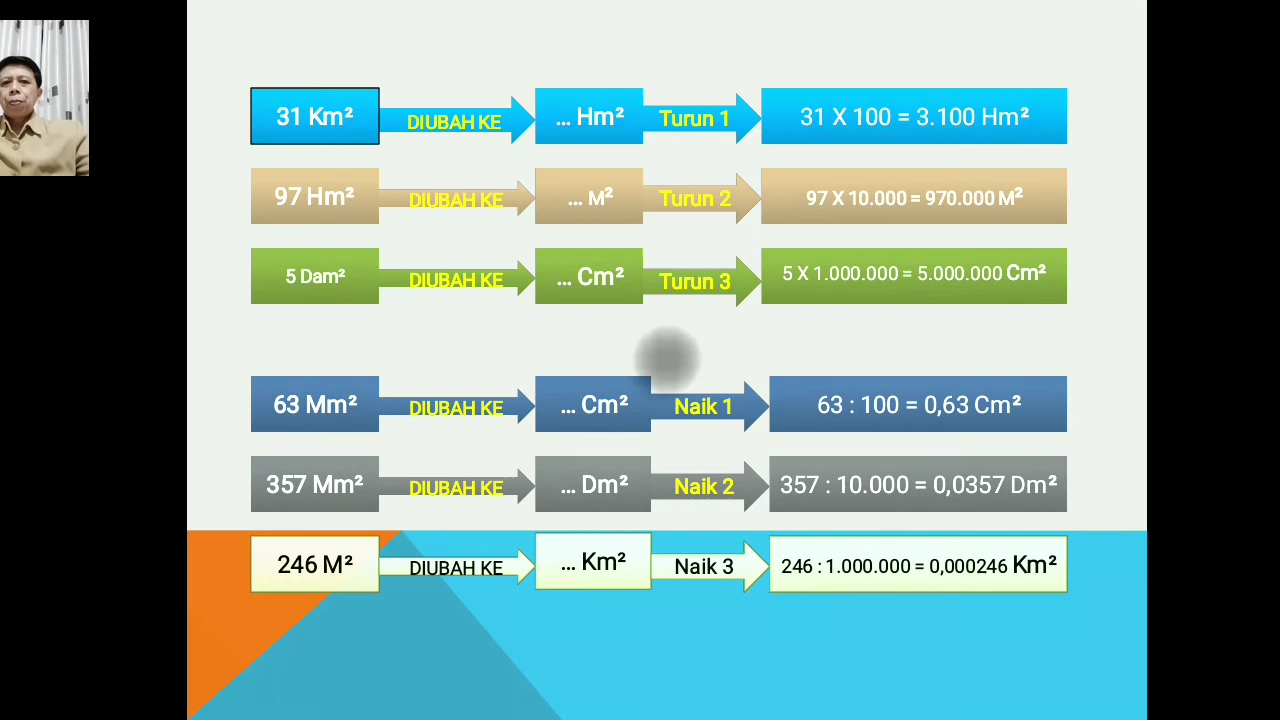 31 Km² DIUBAH KE ... Hm² Turun 1 31 X 100 = 3.100 Hm²
97 Hm² DIUBAH KE ... M² Turun 2 97 X 10.000 = 970.000 M²
5 Dam² DIUBAH KE ... Cm² Turun 3 5 X 1.000.000 = 5.000.000 Cm²
63 Mm² DIUBAH KE ... Cm² Naik 1 63 : 100 = 0,63 Cm²
357 Mm² DIUBAH KE ... Dm² Naik 2 357 : 10.000 = 0,0357 Dm²
246 M² DIUBAH KE ... Km² Naik 3 246 : 1.000.000 = 0,000246 Km²